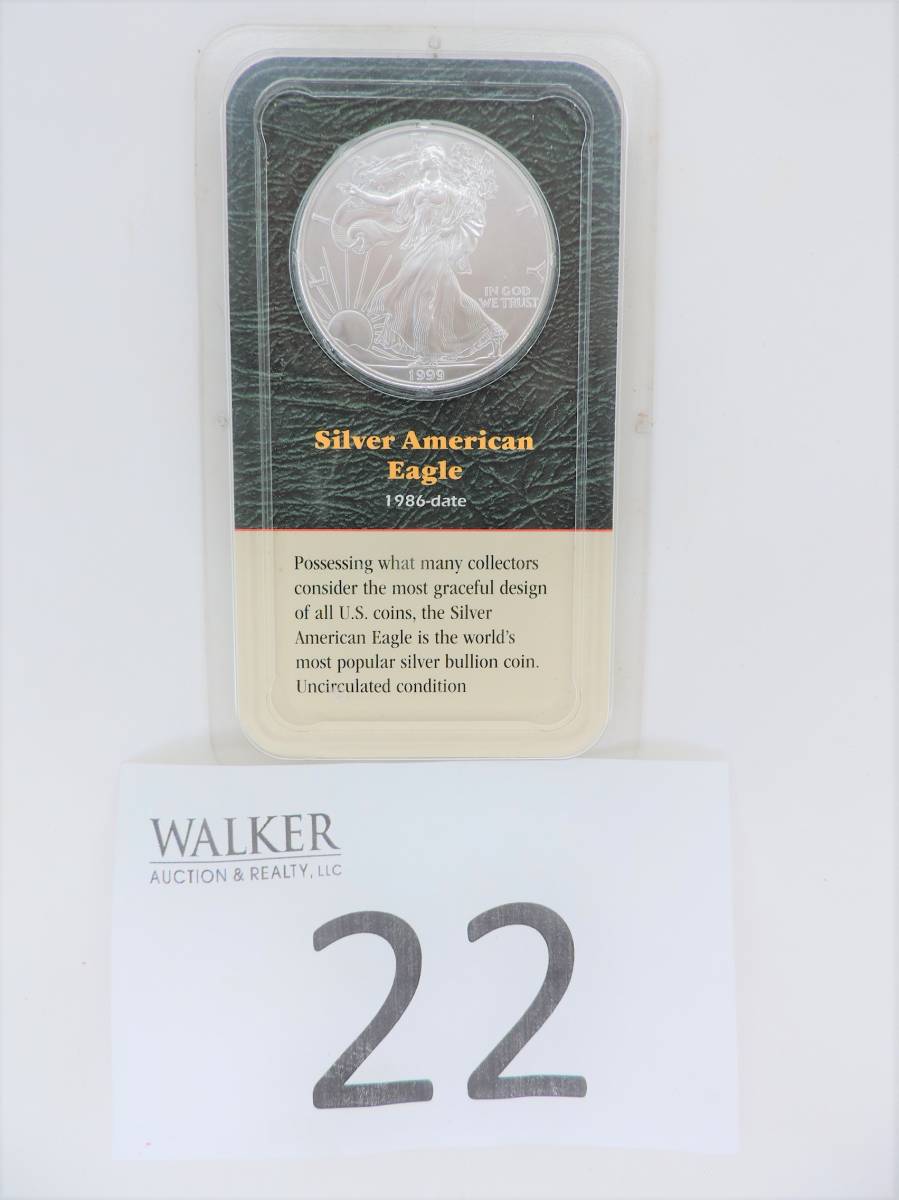 LIBERTY
IN GOD
WE TRUST
1999
Silver American
Eagle
1986-date
Possessing what many collectors
consider the most graceful design
of all U.S. coins, the Silver
American Eagle is the world's
most popular silver bullion coin.
Uncirculated condition
WALKER
AUCTION & REALTY, LLC
22